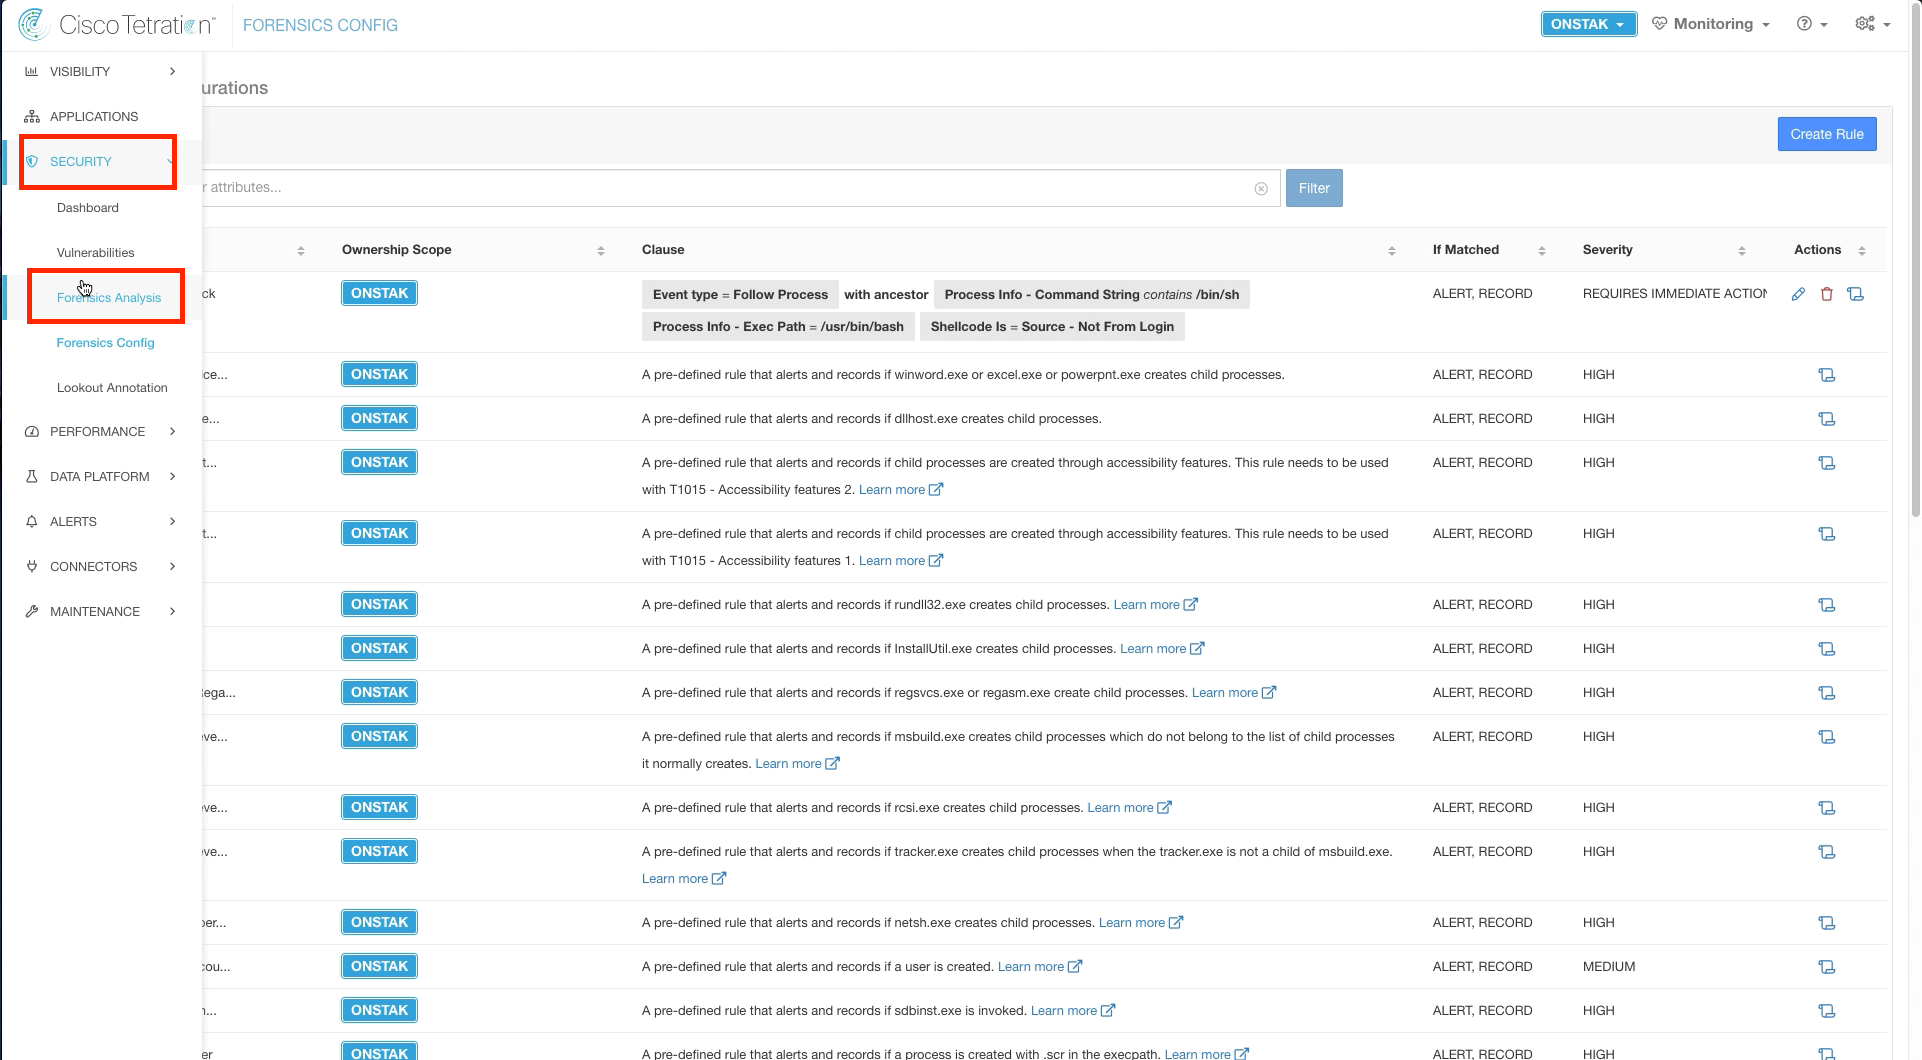 Cisco Tetration™
FORENSICS CONFIG
ONSTAK
Monitoring
VISIBILITY
APPLICATIONS
SECURITY
Dashboard
Vulnerabilities
Forensics Analysis
Forensics Config
Lookout Annotation
PERFORMANCE
DATA PLATFORM
ALERTS
CONNECTORS
MAINTENANCE
urations
Create Rule
r attributes...
Filter
Ownership Scope Clause If Matched Severity Actions
ck ONSTAK Event type = Follow Process with ancestor Process Info - Command String contains /bin/sh ALERT, RECORD REQUIRES IMMEDIATE ACTION
Process Info - Exec Path = /usr/bin/bash Shellcode Is = Source - Not From Login
ce... ONSTAK A pre-defined rule that alerts and records if winword.exe or excel.exe or powerpnt.exe creates child processes. ALERT, RECORD HIGH
e... ONSTAK A pre-defined rule that alerts and records if dllhost.exe creates child processes. ALERT, RECORD HIGH
t... ONSTAK A pre-defined rule that alerts and records if child processes are created through accessibility features. This rule needs to be used ALERT, RECORD HIGH
with T1015 - Accessibility features 2. Learn more
t... ONSTAK A pre-defined rule that alerts and records if child processes are created through accessibility features. This rule needs to be used ALERT, RECORD HIGH
with T1015 - Accessibility features 1. Learn more
ONSTAK A pre-defined rule that alerts and records if rundll32.exe creates child processes. Learn more ALERT, RECORD HIGH
ONSTAK A pre-defined rule that alerts and records if InstallUtil.exe creates child processes. Learn more ALERT, RECORD HIGH
lega... ONSTAK A pre-defined rule that alerts and records if regsvcs.exe or regasm.exe create child processes. Learn more ALERT, RECORD HIGH
eve... ONSTAK A pre-defined rule that alerts and records if msbuild.exe creates child processes which do not belong to the list of child processes ALERT, RECORD HIGH
it normally creates. Learn more
eve... ONSTAK A pre-defined rule that alerts and records if rcsi.exe creates child processes. Learn more ALERT, RECORD HIGH
eve... ONSTAK A pre-defined rule that alerts and records if tracker.exe creates child processes when the tracker.exe is not a child of msbuild.exe. ALERT, RECORD HIGH
Learn more
per... ONSTAK A pre-defined rule that alerts and records if netsh.exe creates child processes. Learn more ALERT, RECORD HIGH
cou... ONSTAK A pre-defined rule that alerts and records if a user is created. Learn more ALERT, RECORD MEDIUM
n... ONSTAK A pre-defined rule that alerts and records if sdbinst.exe is invoked. Learn more ALERT, RECORD HIGH
er ONSTAK A pre-defined rule that alerts and records if a process is created with .scr in the execpath. Learn more ALERT, RECORD HIGH